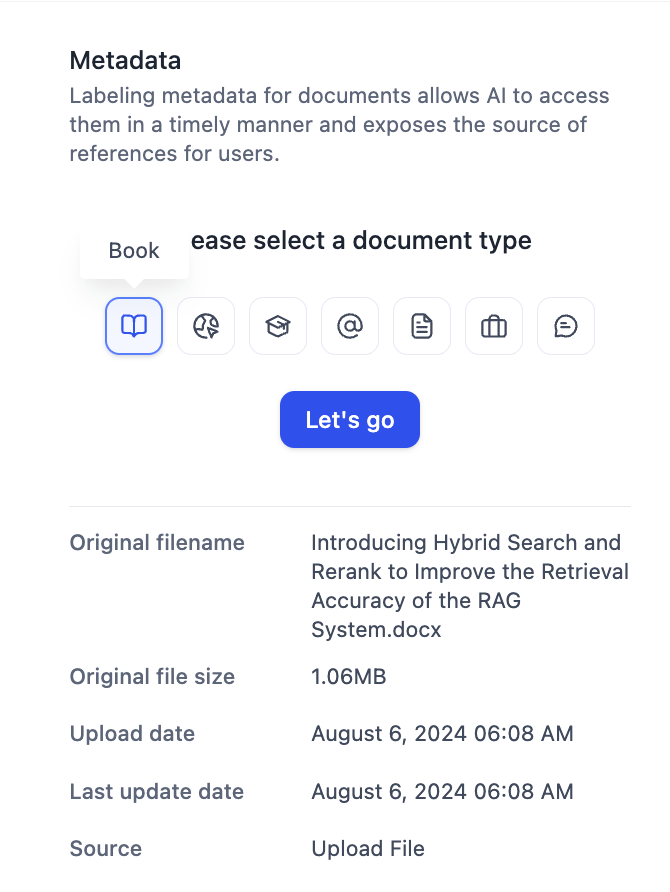 Metadata
Labeling metadata for documents allows AI to access
them in a timely manner and exposes the source of
references for users.
ease select a document type
Book
Let's go
Original filename
Introducing Hybrid Search and
Rerank to Improve the Retrieval
Accuracy of the RAG
System.docx
Original file size
1.06MB
Upload date
August 6, 2024 06:08 AM
Last update date
August 6, 2024 06:08 AM
Source
Upload File